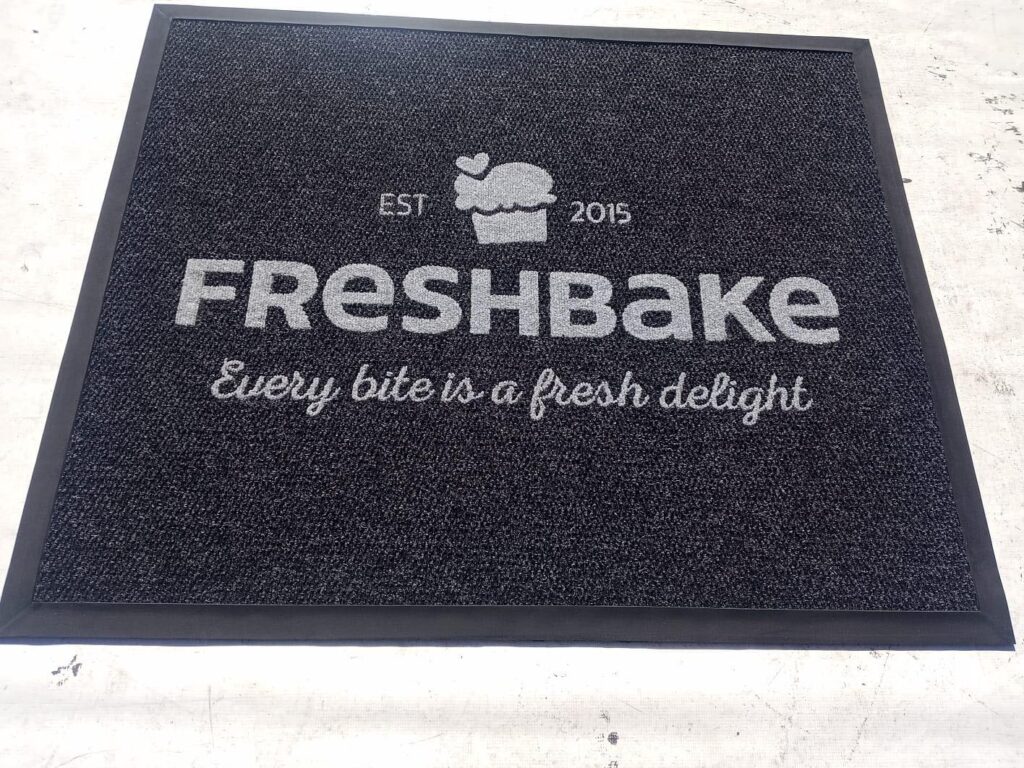 EST 2015
FResHBaKe
Every bite is a fresh delight